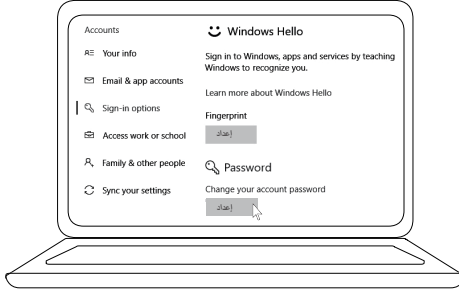 Accounts
Your info
Email & app accounts
Sign-in options
Access work or school
Family & other people
Sync your settings
Windows Hello
Sign in to Windows, apps and services by teaching
Windows to recognize you.
Learn more about Windows Hello
Fingerprint
إعداد
Password
Change your account password
إعداد